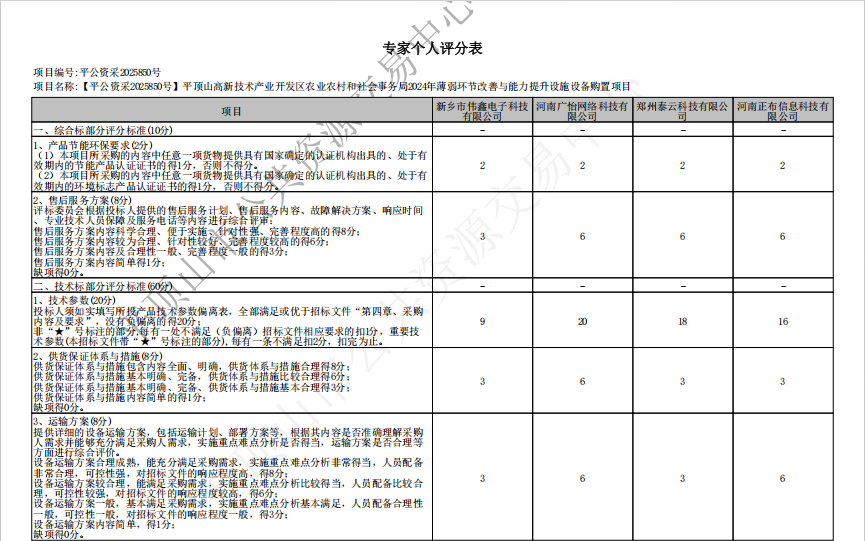 专家个人评分表
项目编号:平公资采2025850号
项目名称:【平公资采2025850号】平顶山高新技术产业开发区农业农村和社会事务局2024年薄弱环节改善与能力提升设施设备购置项目
项目
新乡市伟鑫电子科技有限公司
河南广怡网络科技有限公司
郑州泰云科技有限公司
河南正布信息科技有限公司
一、综合标部分评分标准(10分)
- - - -
1、产品节能环保要求(2分)
(1)本项目所采购的内容中任意一项货物提供具有国家确定的认证机构出具的、处于有
效期内的节能产品认证证书的得1分,否则不得分。
(2)本项目所采购的内容中任意一项货物提供具有国家确定的认证机构出具的、处于有
效期内的环境标志产品认证证书的得1分,否则不得分。
2 2 2 2
2、售后服务方案(8分)
评标委员会根据投标人提供的售后服务计划、售后服务内容、故障解决方案、响应时间
、专业技术人员保障及服务电话等内容进行综合评审:
售后服务方案内容科学合理、便于实施、针对性强、完善程度高的得8分;
售后服务方案内容较为合理、针对性较好、完善程度较高的得6分;
售后服务方案内容及合理性一般、完善程度一般的得3分;
售后服务方案内容简单得1分;
缺项得0分。
3 6 6 6
二、技术标部分评分标准(60分)
- - - -
1、技术参数(20分)
投标人须如实填写所投产品技术参数偏离表,全部满足或优于招标文件“第四章、采购
内容及要求”,没有负偏离的得20分;
非“★”号标注的部分,每有一处不满足(负偏离)招标文件相应要求的扣1分,重要技
术参数(本招标文件带“★”号标注的部分),每有一条不满足扣2分,扣完为止。
9 20 18 16
2、供货保证体系与措施(8分)
供货保证体系与措施包含内容全面、明确,供货体系与措施合理得8分;
供货保证体系与措施基本明确、完备,供货体系与措施比较合理得6分;
供货保证体系与措施基本明确、完备、供货体系与措施基本合理得3分;
供货保证体系与措施内容简单的得1分;
缺项得0分。
3 6 3 3
3、运输方案(8分)
提供详细的设备运输方案,包括运输计划、部署方案等,根据其内容是否准确理解采购
人需求并能够充分满足采购人需求,实施重点难点分析是否得当,运输方案是否合理等
方面进行综合评价。
设备运输方案合理成熟,能充分满足采购需求,实施重点难点分析非常得当,人员配备
非常合理,可控性强,对招标文件的响应程度高,得8分;
设备运输方案较合理,能满足采购需求,实施重点难点分析比较得当,人员配备比较合
理,可控性较强,对招标文件的响应程度较高,得6分;
设备运输方案一般,基本满足采购需求,实施重点难点分析基本满足,人员配备合理性
一般,可控性一般,对招标文件的响应程度一般,得3分;
设备运输方案内容简单,得1分;
缺项得0分。
3 6 3 6
平顶山市公共资源交易中心
顶山市公共资源交易中心